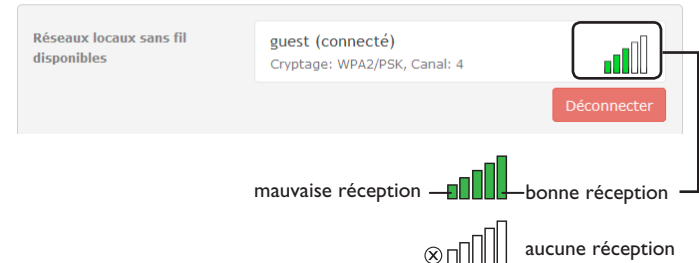 Réseaux locaux sans fil
disponibles
guest (connecté)
Cryptage: WPA2/PSK, Canal: 4
Déconnecter
mauvaise réception
bonne réception
aucune réception